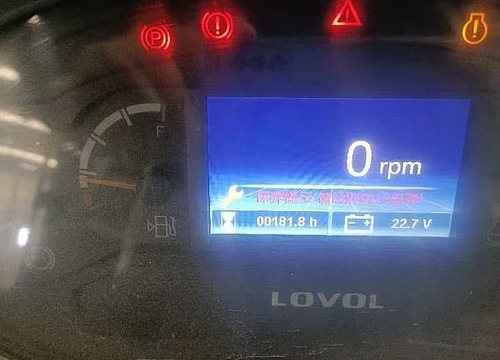 P
F
0 rpm
00181.8 h
22.7 V
LOVOL